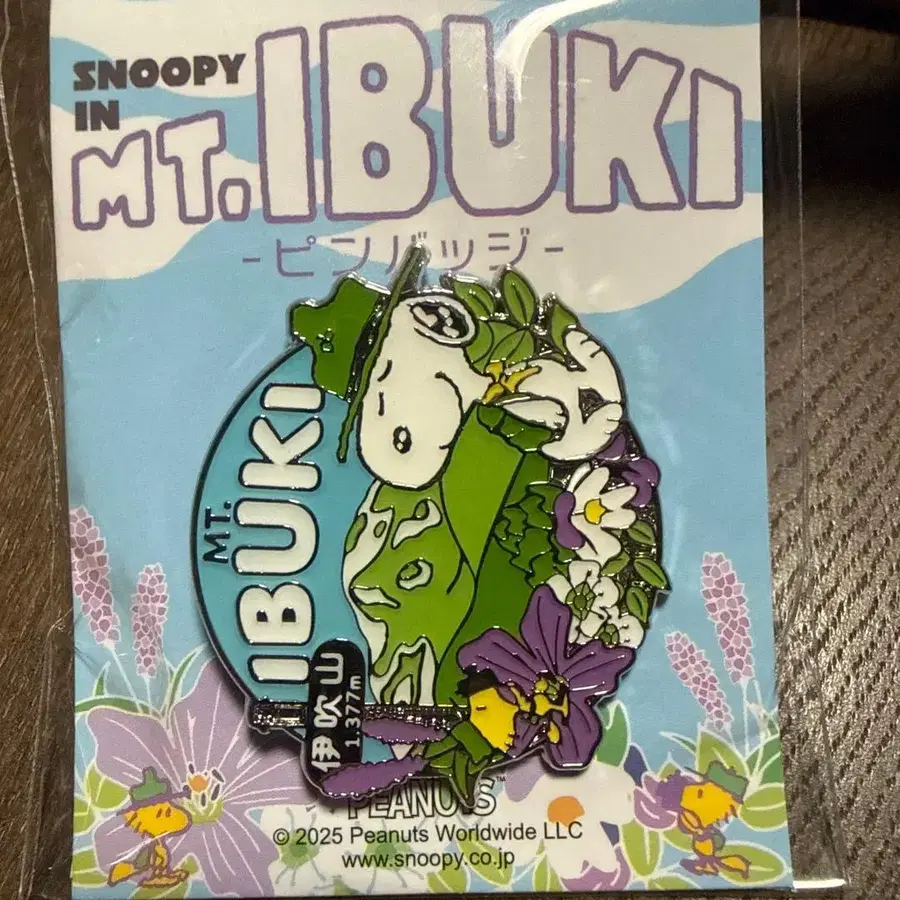 SNOOPY
IN
MT. IBUKI
-ピンバッジ-
MT.
IBUKI
伊吹山
1,377m
PEANUTS™
© 2025 Peanuts Worldwide LLC
www.snoopy.co.jp